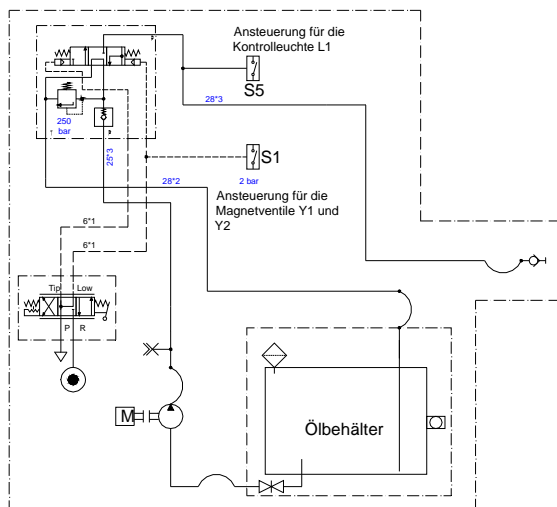 Ansteuerung für die
Kontrolleuchte L1
S5
28*3
250
bar
25*3
S1
2 bar
28*2
Ansteuerung für die
Magnetventile Y1 und
Y2
6*1
6*1
Tip
Low
P
R
M
Ölbehälter